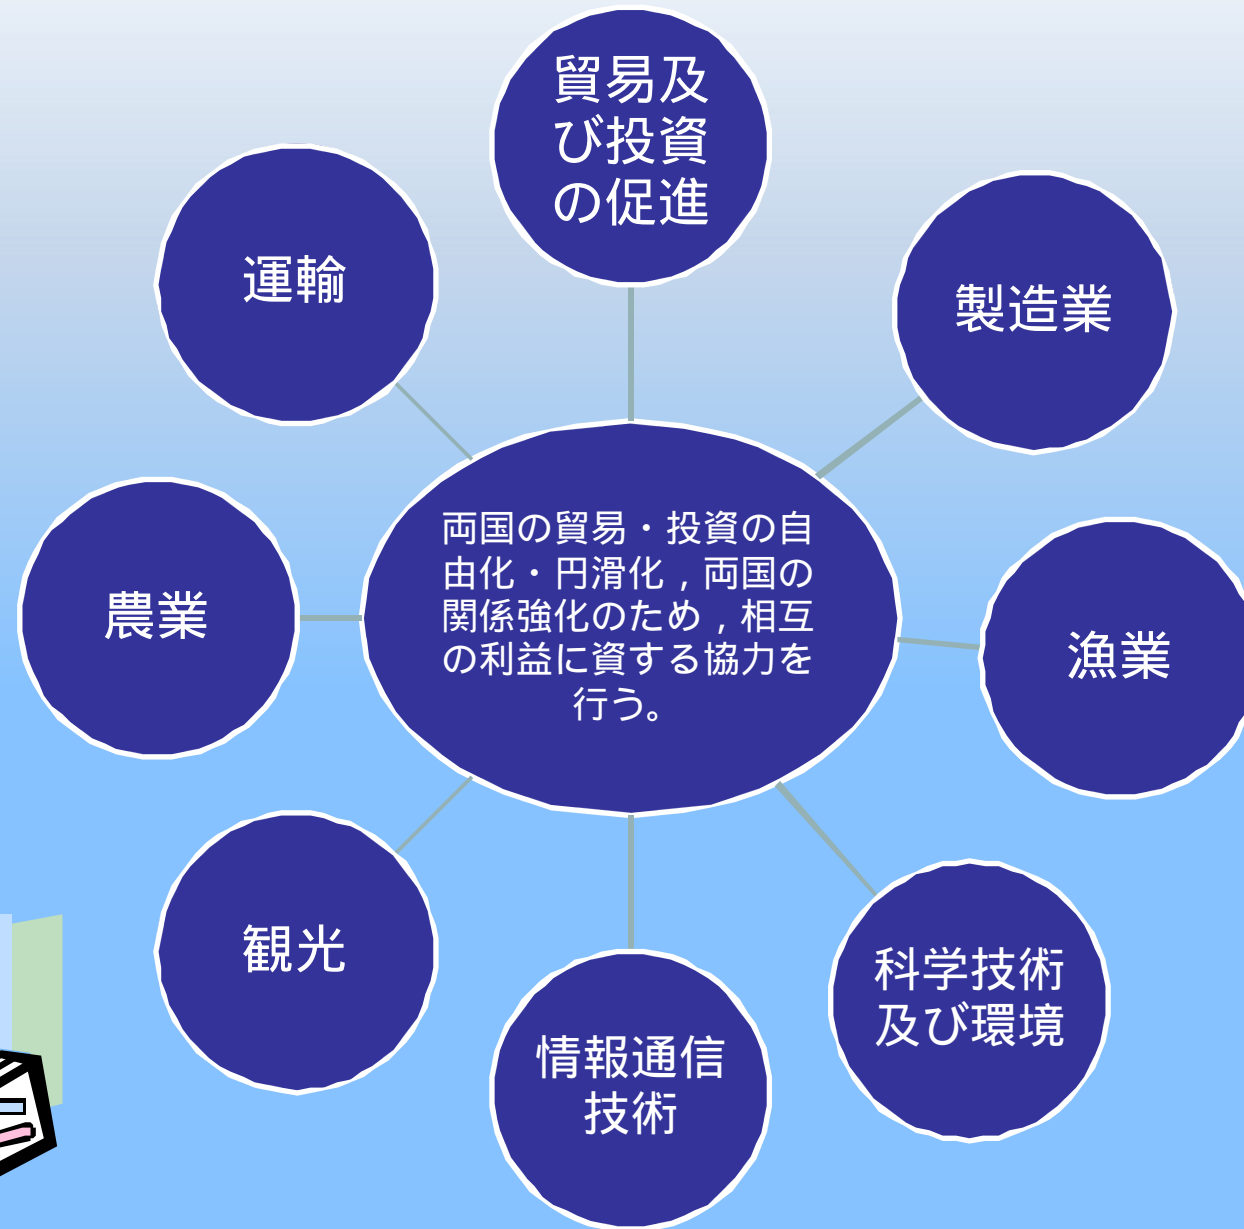 貿易及
び投資
の促進
運輸
製造業
両国の貿易・投資の自
由化・円滑化，両国の
関係強化のため，相互
の利益に資する協力を
行う。
農業
漁業
観光
科学技術
及び環境
情報通信
技術